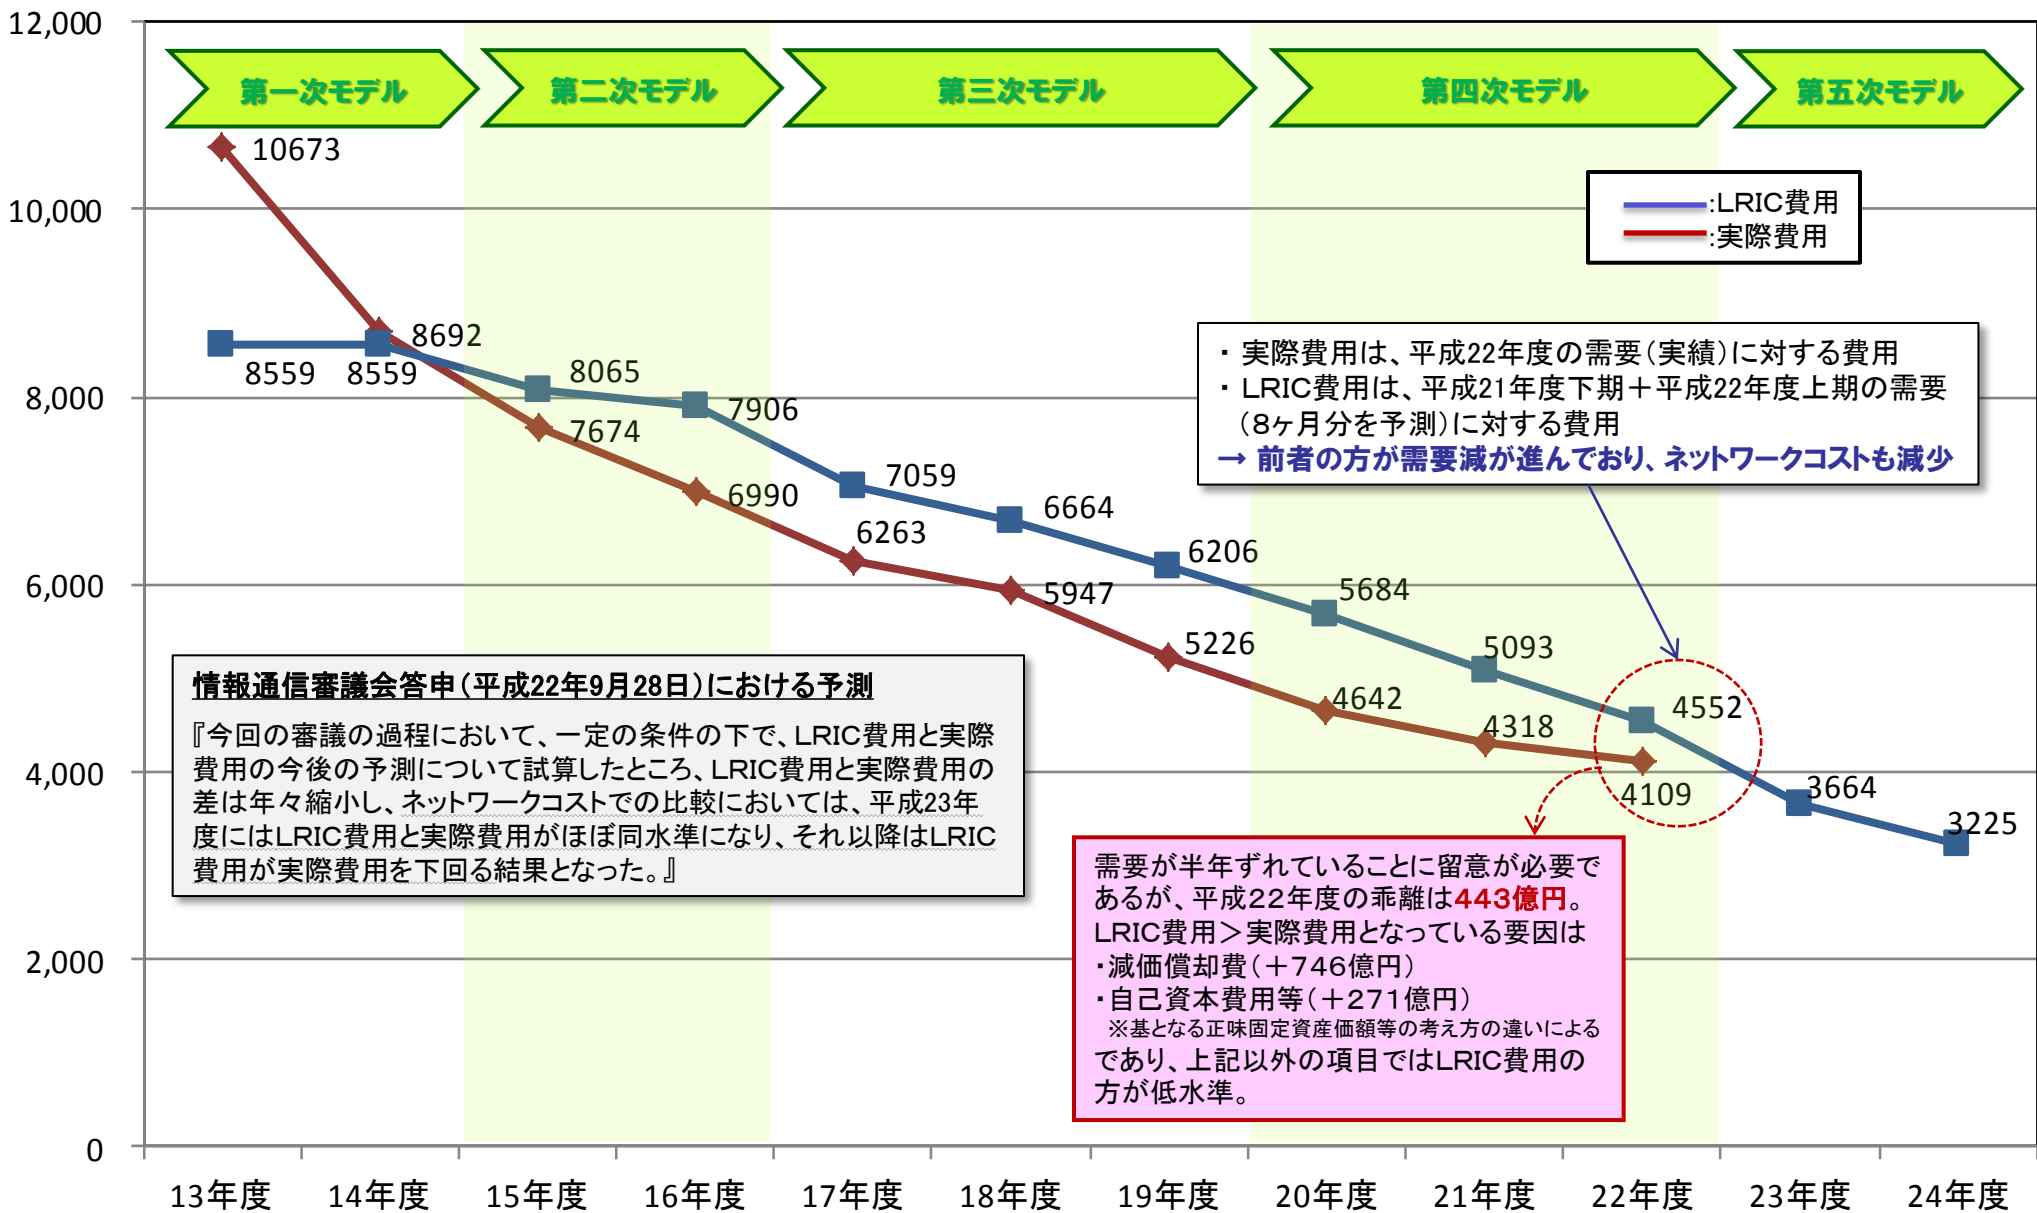 12,000
第一次モデル
第二次モデル
第三次モデル
第四次モデル
第五次モデル
10673
10,000
:LRIC費用
:実際費用
8692
8559
8559
8065
7674
7906
6990
・ 実際費用は、平成22年度の需要(実績)に対する費用
・ LRIC費用は、平成21年度下期＋平成22年度上期の需要
(8ヶ月分を予測)に対する費用
→ 前者の方が需要減が進んでおり、ネットワークコストも減少
8,000
7059
6263
6664
5947
6206
5226
6,000
5684
4642
5093
4318
4552
4109
3664
3225
情報通信審議会答申(平成22年9月28日)における予測
『今回の審議の過程において、一定の条件の下で、LRIC費用と実際
費用の今後の予測について試算したところ、LRIC費用と実際費用の
差は年々縮小し、ネットワークコストでの比較においては、平成23年
度にはLRIC費用と実際費用がほぼ同水準になり、それ以降はLRIC
費用が実際費用を下回る結果となった。』
4,000
需要が半年ずれていることに留意が必要で
あるが、平成22年度の乖離は443億円。
LRIC費用＞実際費用となっている要因は
・減価償却費(＋746億円)
・自己資本費用等(＋271億円)
※基となる正味固定資産価額等の考え方の違いによる
であり、上記以外の項目ではLRIC費用の
方が低水準。
2,000
0
13年度
14年度
15年度
16年度
17年度
18年度
19年度
20年度
21年度
22年度
23年度
24年度